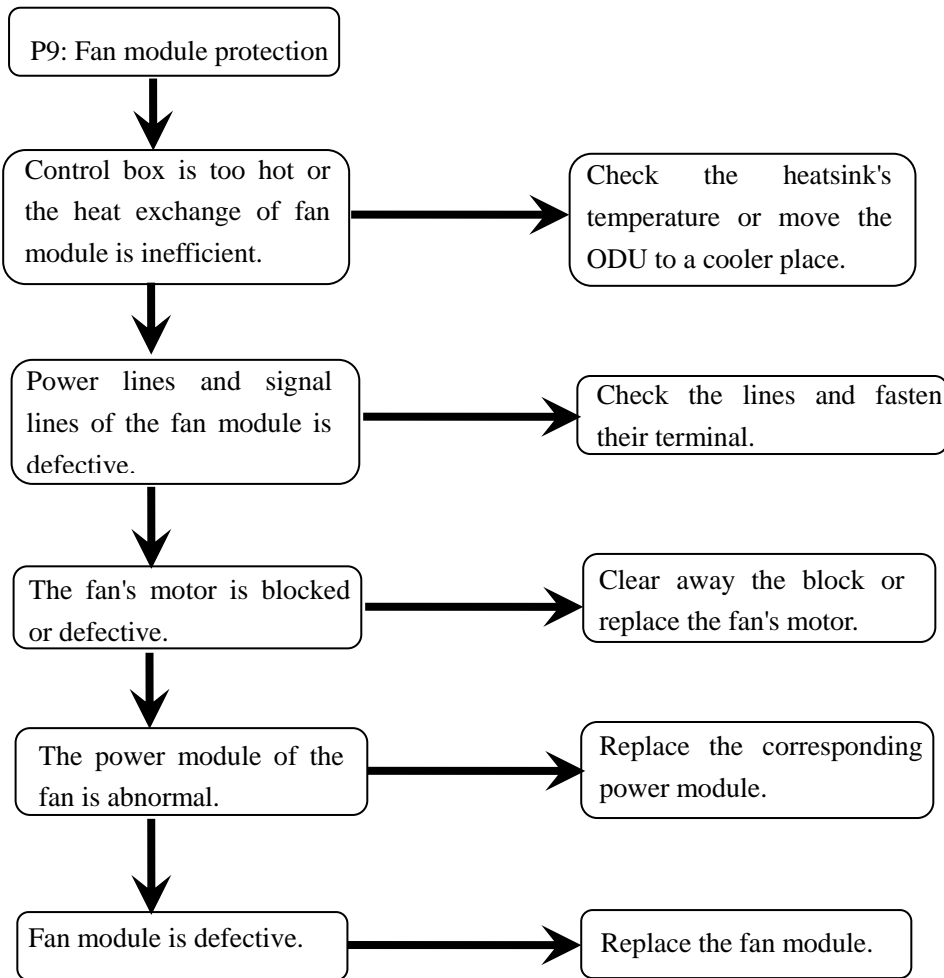 P9: Fan module protection
Control box is too hot or
the heat exchange of fan
module is inefficient.
Check the heatsink's
temperature or move the
ODU to a cooler place.
Power lines and signal
lines of the fan module is
defective.
Check the lines and fasten
their terminal.
The fan's motor is blocked
or defective.
Clear away the block or
replace the fan's motor.
The power module of the
fan is abnormal.
Replace the corresponding
power module.
Fan module is defective.
Replace the fan module.